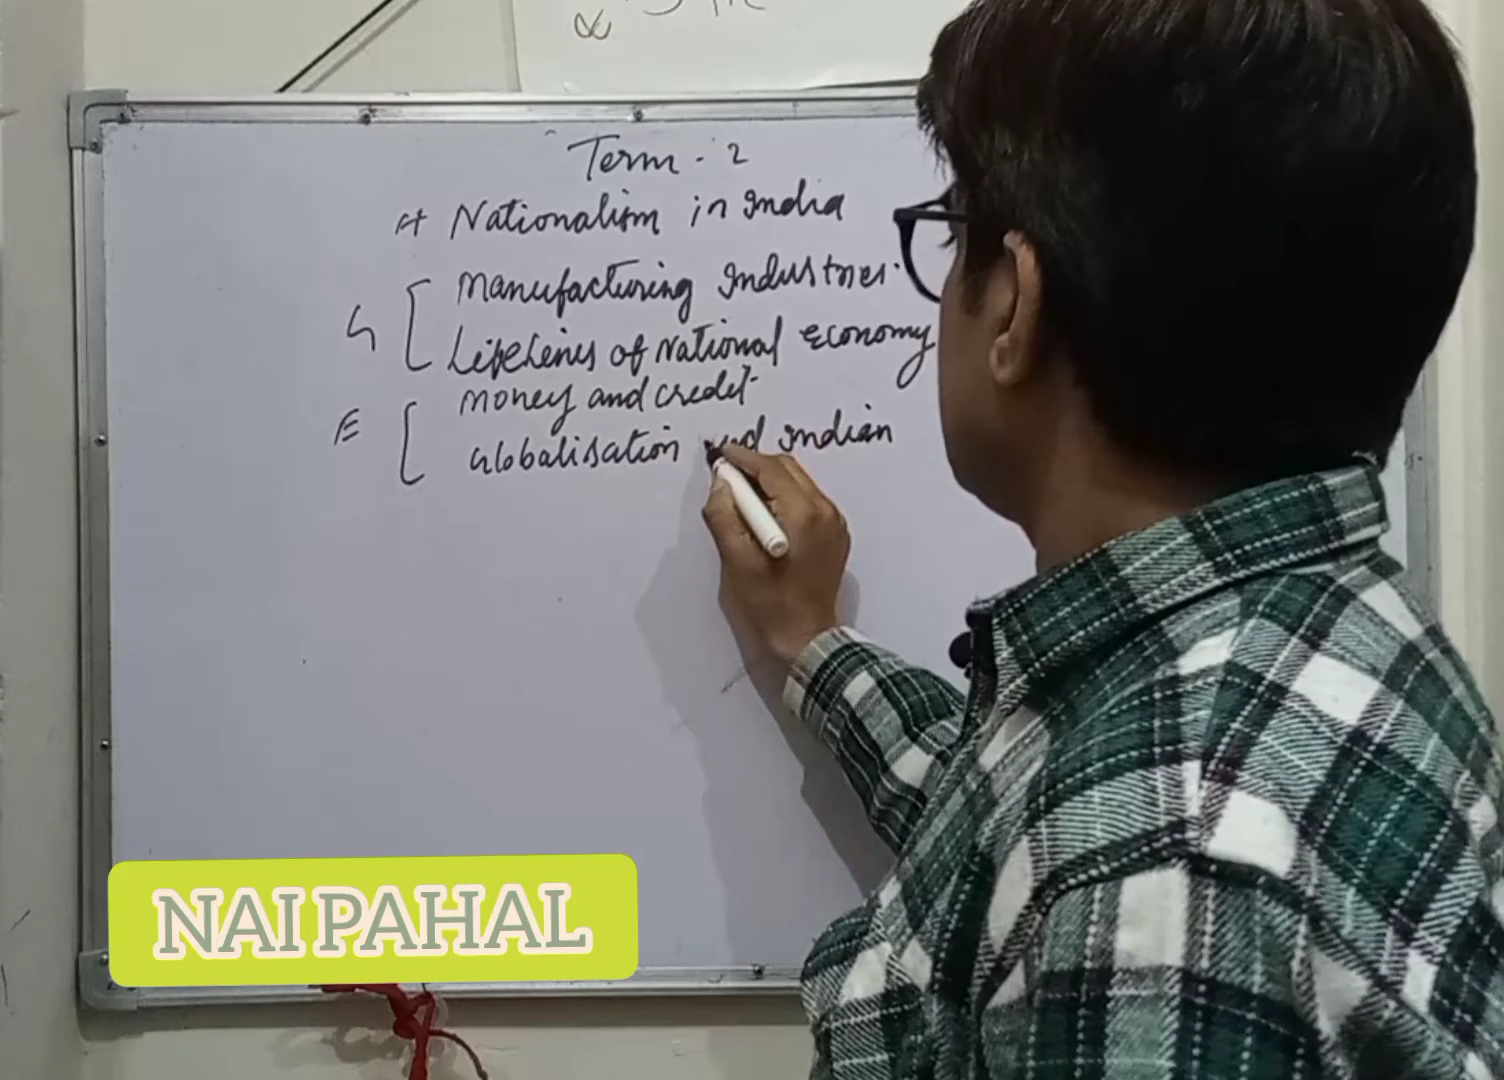 Term - 2
H Nationalism in India
G [ Manufacturing Industries.
Lifelines of National Economy
E [ Money and credit
Globalisation and Indian
NAI PAHAL